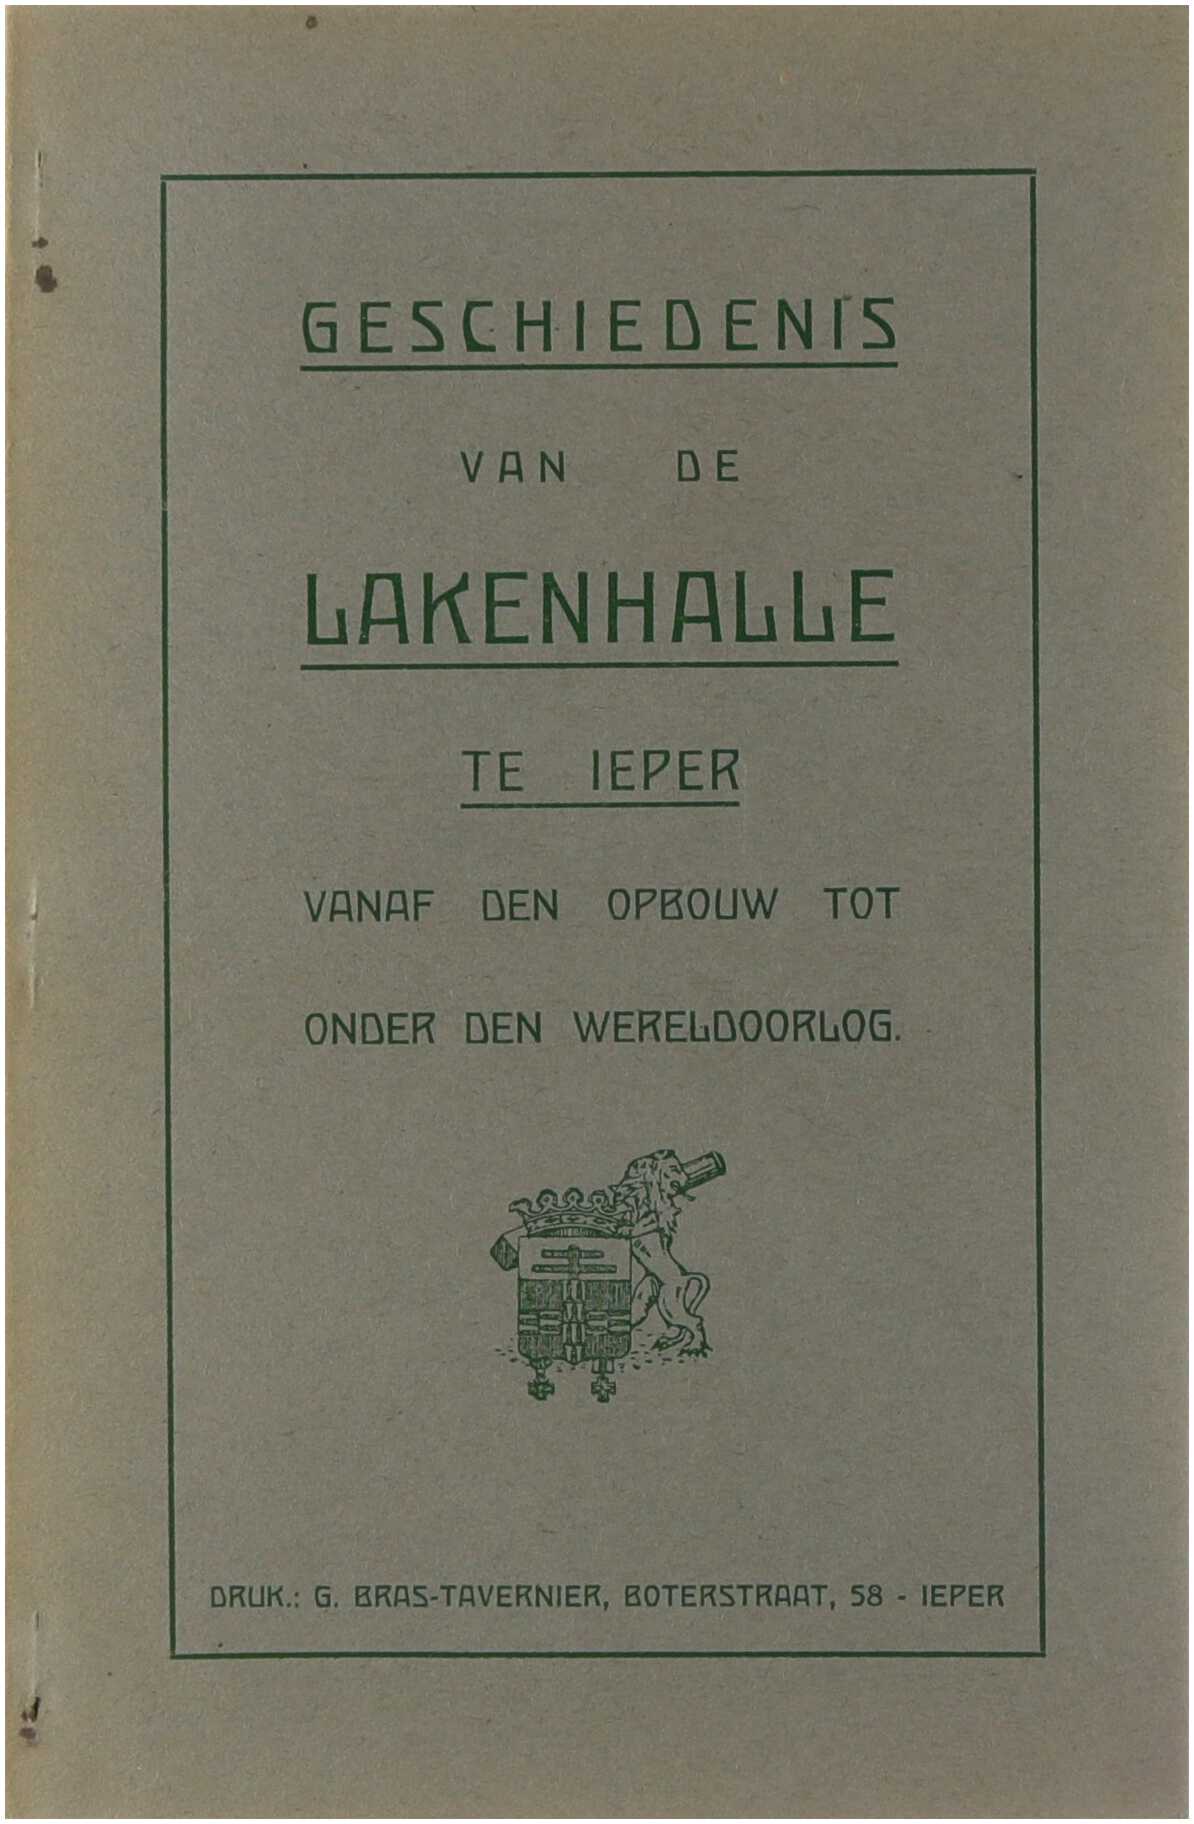 GESCHIEDENIS
VAN DE
LAKENHALLE
TE IEPER
VANAF DEN OPBOUW TOT
ONDER DEN WERELDOORLOG.
DRUK.: G. BRAS-TAVERNIER, BOTERSTRAAT, 58 - IEPER